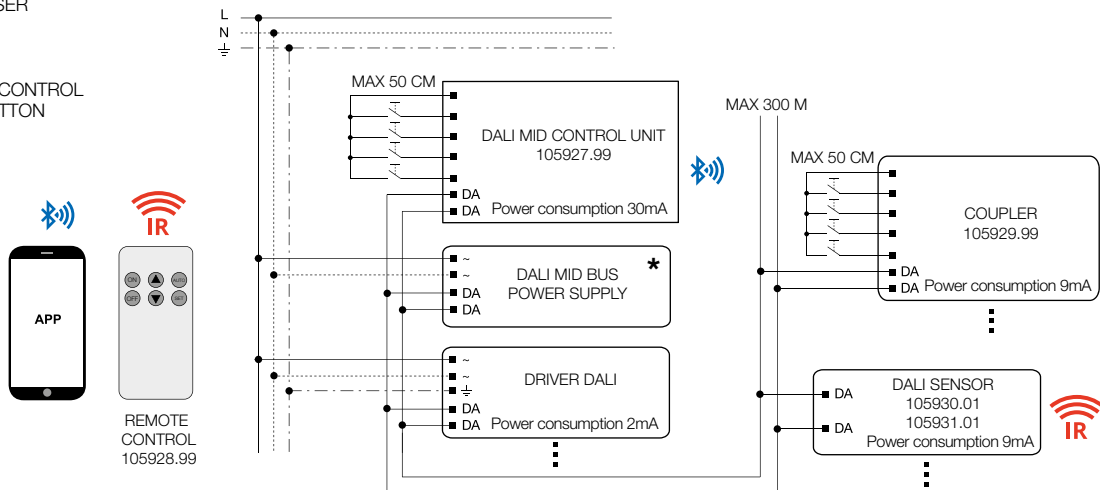 SER
CONTROL
TTON
APP
IR
ON
AUTO
OFF
SET
REMOTE
CONTROL
105928.99
L
N
MAX 50 CM
DALI MID CONTROL UNIT
105927.99
DA
DA
Power consumption 30mA
~
~
DA
DA
DALI MID BUS
POWER SUPPLY
*
~
~
DA
DA
DRIVER DALI
Power consumption 2mA
MAX 300 M
MAX 50 CM
COUPLER
105929.99
DA
DA
Power consumption 9mA
DALI SENSOR
105930.01
105931.01
DA
DA
Power consumption 9mA
IR